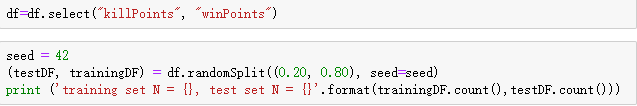 df=df.select("killPoints", "winPoints")
seed = 42
(testDF, trainingDF) = df.randomSplit((0.20, 0.80), seed=seed)
print ('training set N = {}, test set N = {}'.format(trainingDF.count(),testDF.count()))